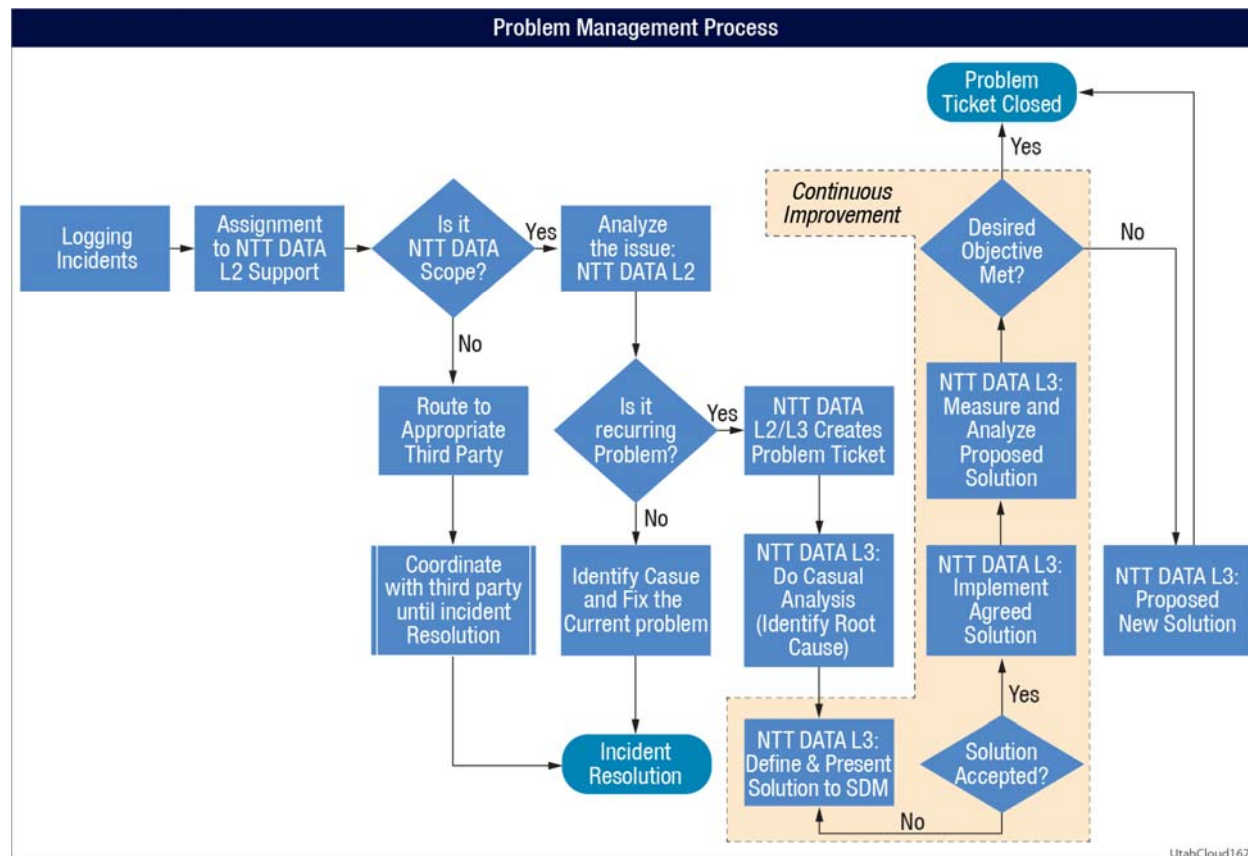 Problem Management Process
Problem
Ticket Closed
Yes
Continuous
Improvement
Logging
Incidents
Assignment
to NTT DATA
L2 Support
Is it
NTT DATA
Scope?
Yes
Analyze
the issue:
NTT DATA L2
Desired
Objective
Met?
No
No
Route to
Appropriate
Third Party
Is it
recurring
Problem?
Yes
NTT DATA
L2/L3 Creates
Problem Ticket
NTT DATA L3:
Measure and
Analyze
Proposed
Solution
No
Coordinate
with third party
until incident
Resolution
Identify Casue
and Fix the
Current problem
NTT DATA L3:
Do Casual
Analysis
(Identify Root
Cause)
NTT DATA L3:
Implement
Agreed
Solution
NTT DATA L3:
Proposed
New Solution
Yes
Incident
Resolution
NTT DATA L3:
Define & Present
Solution to SDM
Solution
Accepted?
No
UtahCloud162